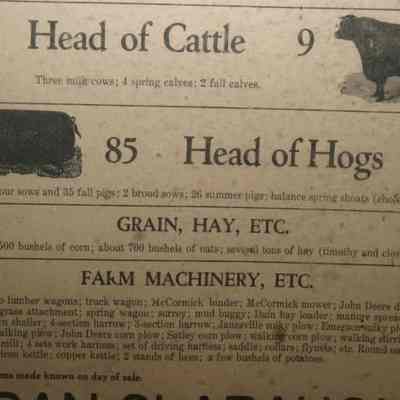 Head of Cattle 9
Three milk cows; 4 spring calves; 2 fall calves.
85 Head of Hogs
our sows and 35 fall pigs; 2 brood sows; 26 summer pigs; balance spring shoats
GRAIN, HAY, ETC.
500 bushels of corn; about 700 bushels of oats; several tons of hay (timothy and
FARM MACHINERY, ETC.
lumber wagons; truck wagon; McCormick binder; McCormick mower; John Deere
grass attachment; spring wagon; surrey; mud buggy; Dain hay loader; manure
shelter; 4-section harrow; 3-section harrow; Janesville sulky plow; Emerson sulky
walking plow; John Deere corn plow; Satley corn plow; walking corn plow; walking
mill; 4 sets work harness; set of driving harness; saddle; collars; flynets; etc. Round
iron kettle; copper kettle; 2 stands of bees; a few bushels of potatoes.
made known on day of sale.